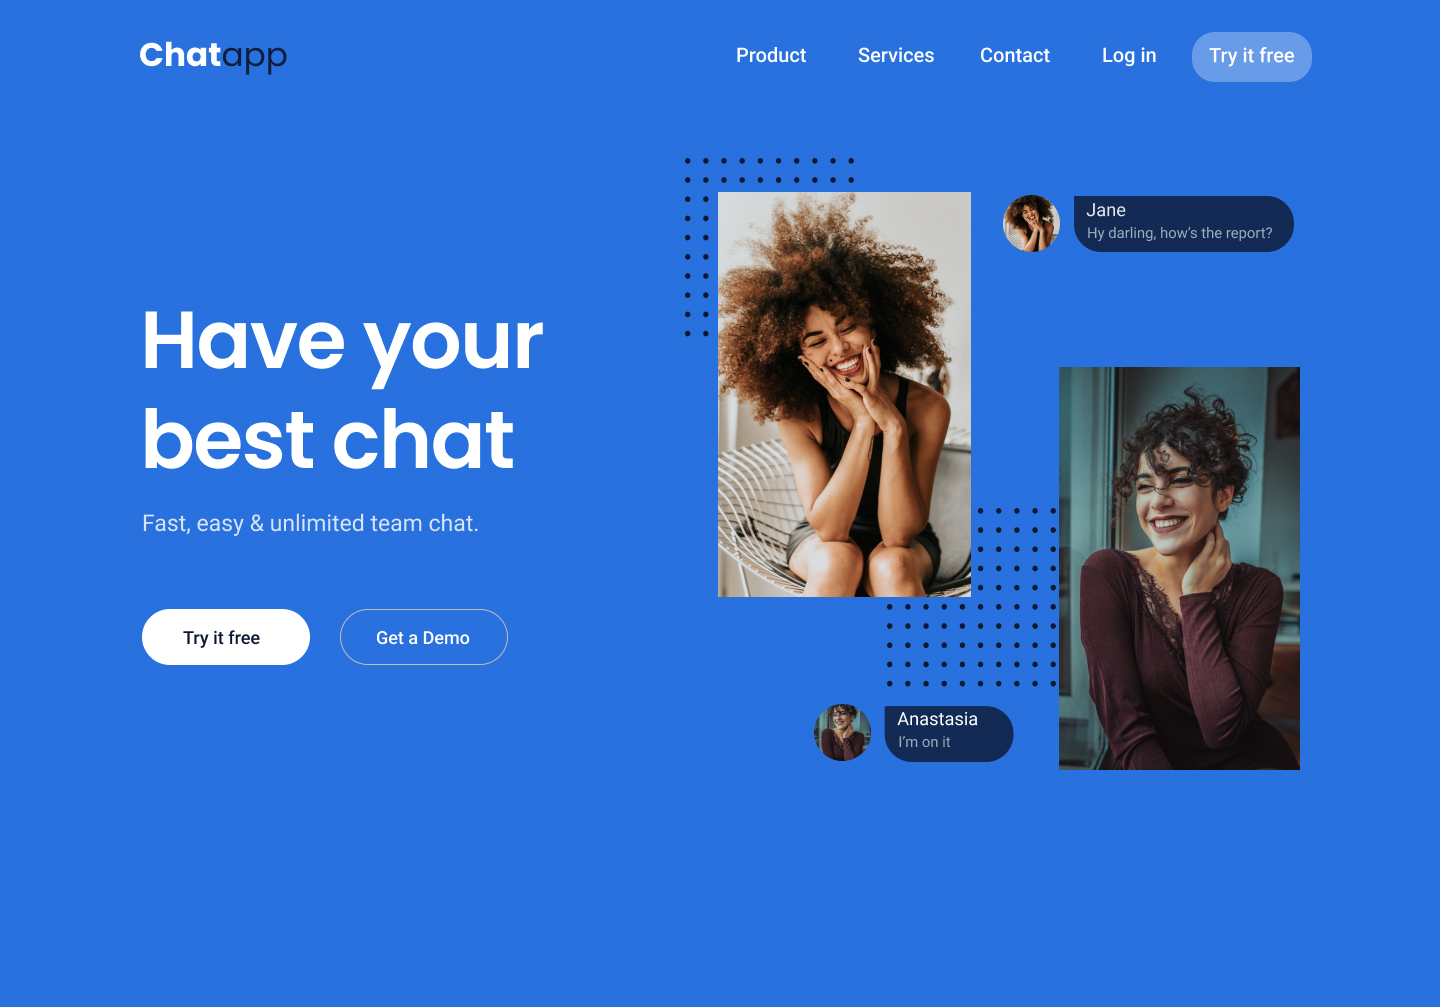 Chatapp
Product Services Contact Log in Try it free
Jane
Hy darling, how's the report?
Have your
best chat
Fast, easy & unlimited team chat.
Try it free Get a Demo
Anastasia
I'm on it